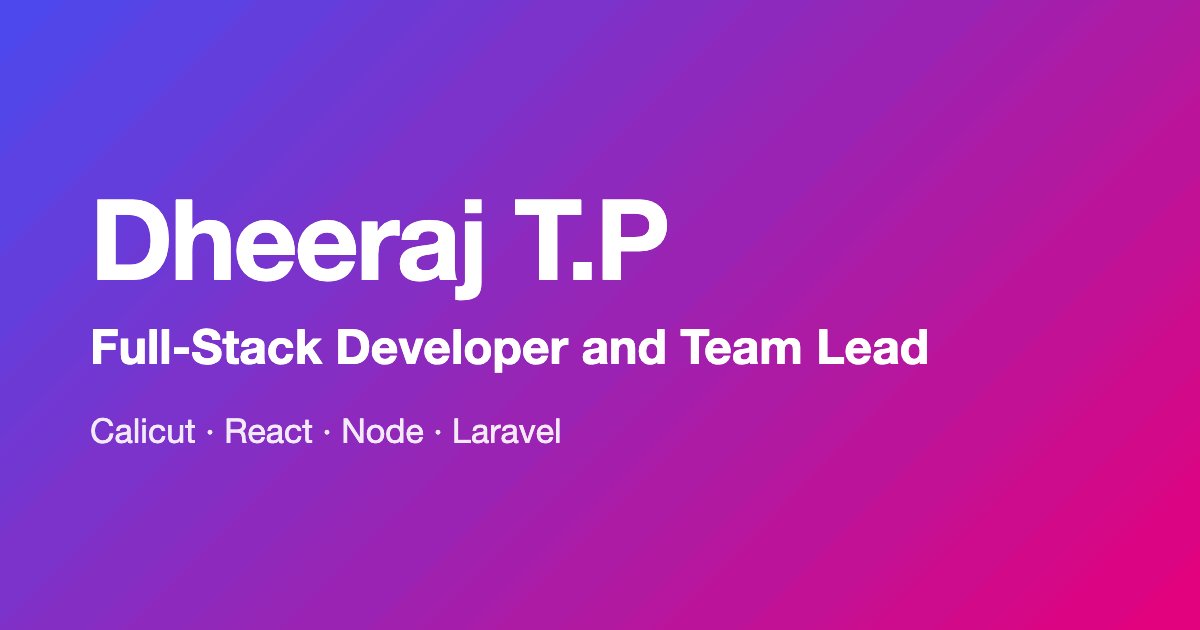 Dheeraj T.P
Full-Stack Developer and Team Lead
Calicut · React · Node · Laravel